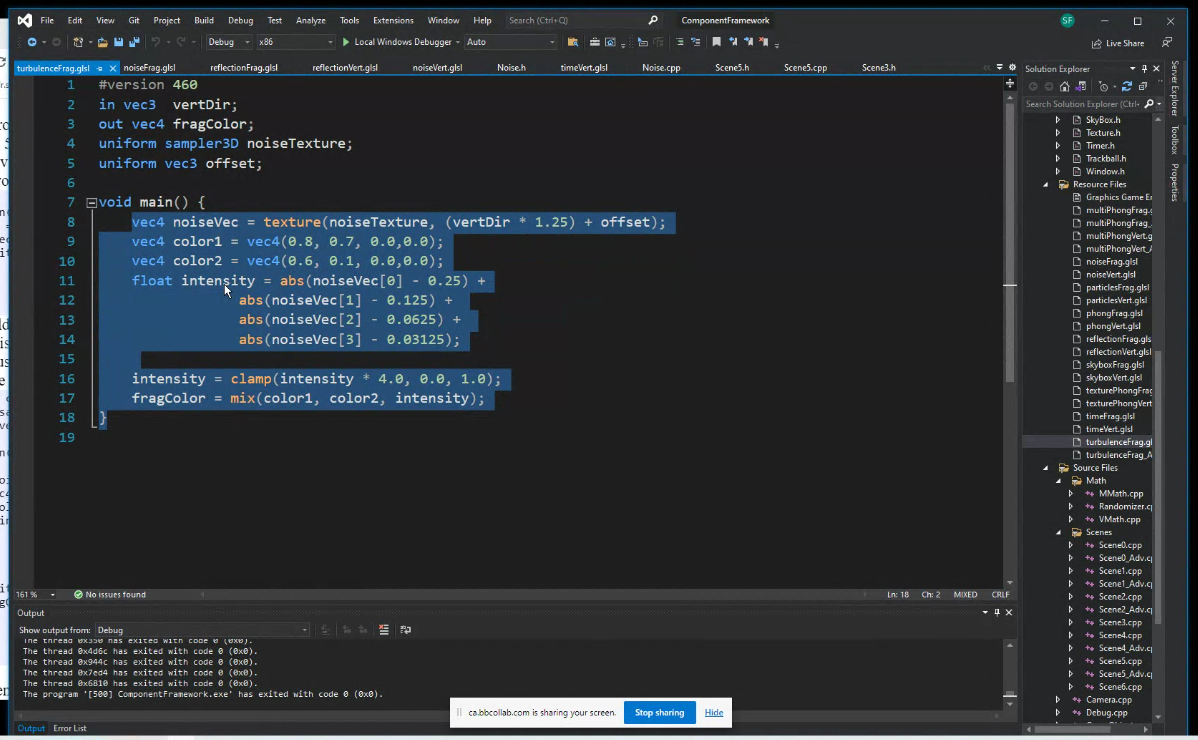 File Edit View Git Project Build Debug Test Analyze Tools Extensions Window Help Search (Ctrl+Q) ComponentFramework SF
Debug x86 Local Windows Debugger Auto Live Share
turbulenceFrag.glsl noiseFrag.glsl reflectionFrag.glsl reflectionVert.glsl noiseVert.glsl Noise.h timeVert.glsl Noise.cpp Scene5.h Scene5.cpp Scene3.h
1 #version 460
2 in vec3 vertDir;
3 out vec4 fragColor;
4 uniform sampler3D noiseTexture;
5 uniform vec3 offset;
6
7 void main() {
8 vec4 noiseVec = texture(noiseTexture, (vertDir * 1.25) + offset);
9 vec4 color1 = vec4(0.8, 0.7, 0.0,0.0);
10 vec4 color2 = vec4(0.6, 0.1, 0.0,0.0);
11 float intensity = abs(noiseVec[0] - 0.25) +
12 abs(noiseVec[1] - 0.125) +
13 abs(noiseVec[2] - 0.0625) +
14 abs(noiseVec[3] - 0.03125);
15
16 intensity = clamp(intensity * 4.0, 0.0, 1.0);
17 fragColor = mix(color1, color2, intensity);
18 }
19
161 % No issues found Ln: 18 Ch: 2 MIXED CRLF
Output
Show output from: Debug
The thread 0x350 has exited with code 0 (0x0).
The thread 0x4d6c has exited with code 0 (0x0).
The thread 0x944c has exited with code 0 (0x0).
The thread 0x7ed4 has exited with code 0 (0x0).
The thread 0x6810 has exited with code 0 (0x0).
The program '[500] ComponentFramework.exe' has exited with code 0 (0x0).
Output Error List
ca.bbcollab.com is sharing your screen. Stop sharing Hide
Solution Explorer
Search Solution Explorer (Ctrl+
SkyBox.h
Texture.h
Timer.h
Trackball.h
Window.h
Resource Files
Graphics Game En
multiPhongFrag.g
multiPhongFrag_
multiPhongVert.g
multiPhongVert_A
noiseFrag.glsl
noiseVert.glsl
particlesFrag.glsl
particlesVert.glsl
phongFrag.glsl
phongVert.glsl
reflectionFrag.gls
reflectionVert.gls
skyboxFrag.glsl
skyboxVert.glsl
texturePhongFrag
texturePhongVert
timeFrag.glsl
timeVert.glsl
turbulenceFrag.gl
turbulenceFrag_A
Source Files
Math
MMath.cpp
Randomizer.cp
VMath.cpp
Scenes
Scene0.cpp
Scene0_Adv.cp
Scene1.cpp
Scene1_Adv.cp
Scene2.cpp
Scene2_Adv.cp
Scene3.cpp
Scene4.cpp
Scene4_Adv.cp
Scene5.cpp
Scene5_Adv.cp
Scene6.cpp
Camera.cpp
Debug.cpp
Server Explorer
Toolbox
Properties